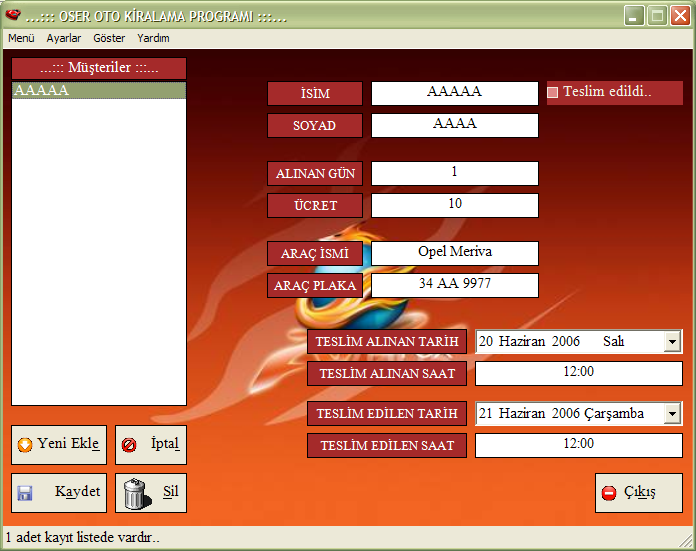 ...::: OSER OTO KİRALAMA PROGRAMI :::...
Menü Ayarlar Göster Yardım
...::: Müşteriler :::...
AAAAA
İSİM AAAAA Teslim edildi..
SOYAD AAAA
ALINAN GÜN 1
ÜCRET 10
ARAÇ İSMİ Opel Meriva
ARAÇ PLAKA 34 AA 9977
TESLİM ALINAN TARİH 20 Haziran 2006 Salı
TESLİM ALINAN SAAT 12:00
TESLİM EDİLEN TARİH 21 Haziran 2006 Çarşamba
TESLİM EDİLEN SAAT 12:00
Yeni Ekle İptal
Kaydet Sil Çıkış
1 adet kayıt listede vardır..